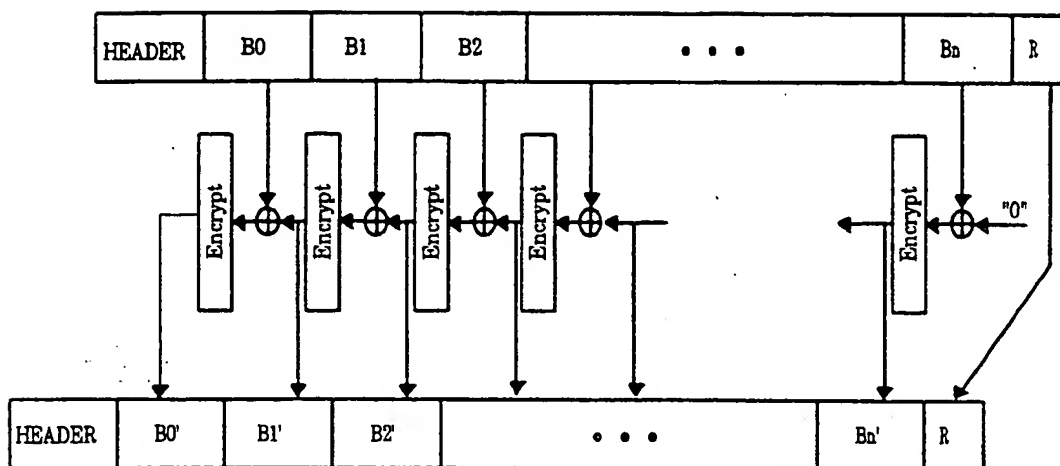 HEADER B0 B1 B2 • • • Bn R
Encrypt Encrypt Encrypt Encrypt Encrypt "0"
HEADER B0' B1' B2' • • • Bn' R